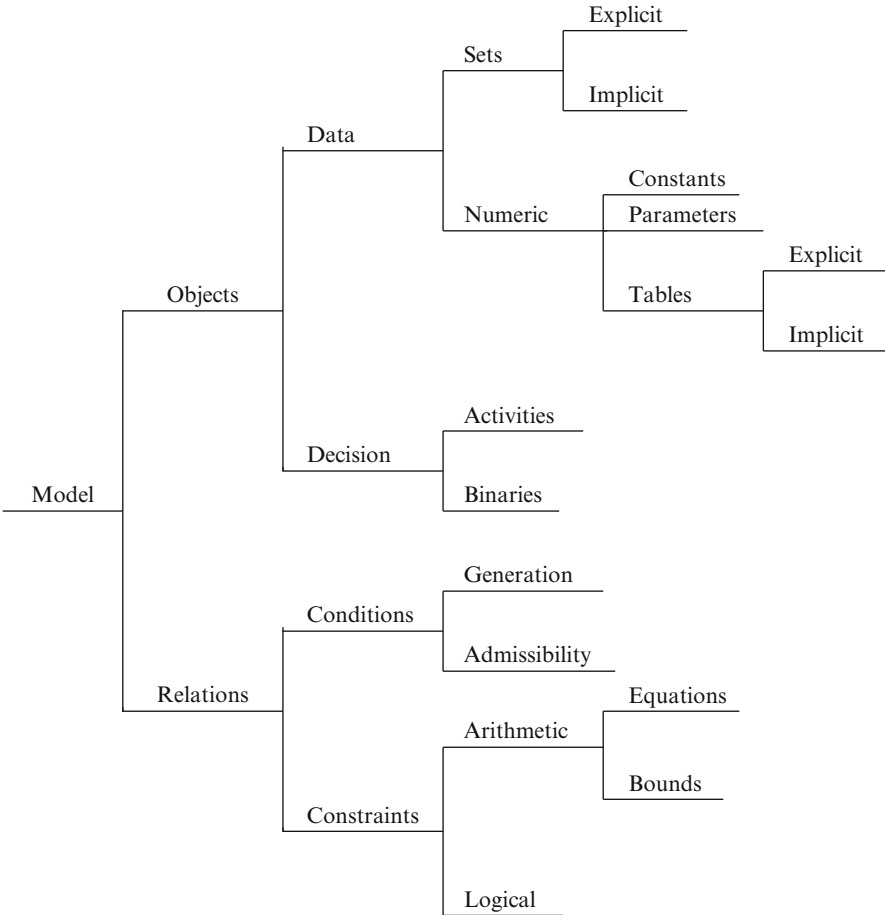 Explicit
Sets
Implicit
Data
Constants
Numeric
Parameters
Explicit
Objects
Tables
Implicit
Activities
Decision
Model
Binaries
Generation
Conditions
Admissibility
Relations
Equations
Arithmetic
Bounds
Constraints
Logical